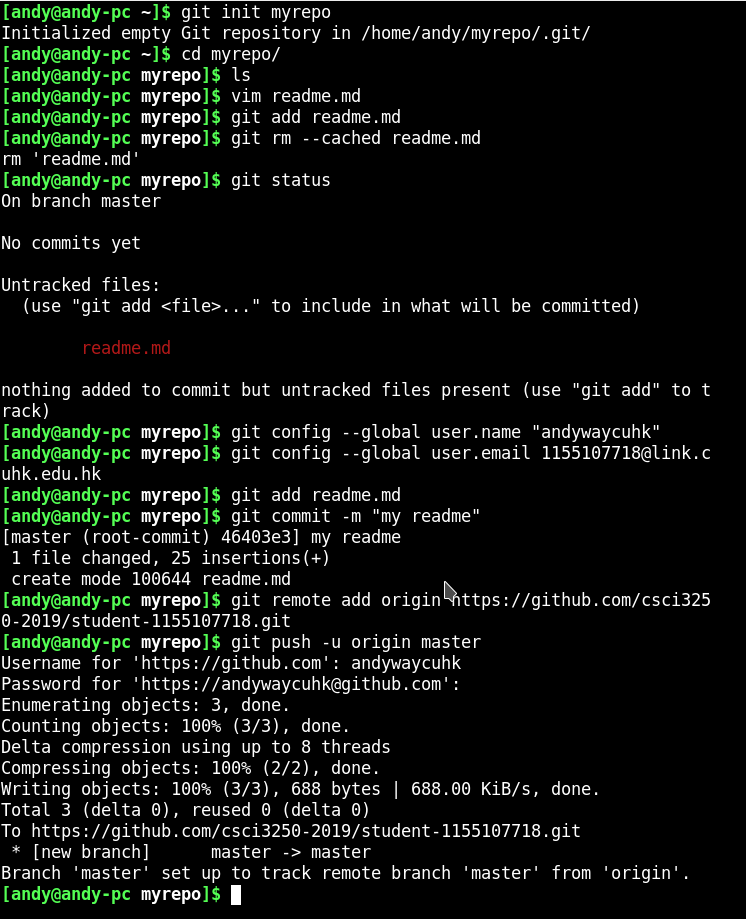 [andy@andy-pc ~]$ git init myrepo
Initialized empty Git repository in /home/andy/myrepo/.git/
[andy@andy-pc ~]$ cd myrepo/
[andy@andy-pc myrepo]$ ls
[andy@andy-pc myrepo]$ vim readme.md
[andy@andy-pc myrepo]$ git add readme.md
[andy@andy-pc myrepo]$ git rm --cached readme.md
rm 'readme.md'
[andy@andy-pc myrepo]$ git status
On branch master

No commits yet

Untracked files:
  (use "git add <file>..." to include in what will be committed)

        readme.md

nothing added to commit but untracked files present (use "git add" to t
rack)
[andy@andy-pc myrepo]$ git config --global user.name "andywaycuhk"
[andy@andy-pc myrepo]$ git config --global user.email 1155107718@link.c
uhk.edu.hk
[andy@andy-pc myrepo]$ git add readme.md
[andy@andy-pc myrepo]$ git commit -m "my readme"
[master (root-commit) 46403e3] my readme
 1 file changed, 25 insertions(+)
 create mode 100644 readme.md
[andy@andy-pc myrepo]$ git remote add origin https://github.com/csci325
0-2019/student-1155107718.git
[andy@andy-pc myrepo]$ git push -u origin master
Username for 'https://github.com': andywaycuhk
Password for 'https://andywaycuhk@github.com':
Enumerating objects: 3, done.
Counting objects: 100% (3/3), done.
Delta compression using up to 8 threads
Compressing objects: 100% (2/2), done.
Writing objects: 100% (3/3), 688 bytes | 688.00 KiB/s, done.
Total 3 (delta 0), reused 0 (delta 0)
To https://github.com/csci3250-2019/student-1155107718.git
 * [new branch]      master -> master
Branch 'master' set up to track remote branch 'master' from 'origin'.
[andy@andy-pc myrepo]$